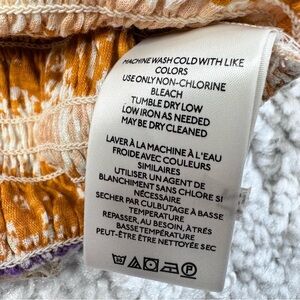 MACHINE WASH COLD WITH LIKE
COLORS
USE ONLY NON-CHLORINE
BLEACH
TUMBLE DRY LOW
LOW IRON AS NEEDED
MAY BE DRY CLEANED
LAVER À LA MACHINE À L'EAU
FROIDE AVEC COULEURS
SIMILAIRES
UTILISER UN AGENT DE
BLANCHIMENT SANS CHLORE SI
NÉCESSAIRE
SECHER PAR CULBUTAGE À BASSE
TEMPERATURE
REPASSER, AU BESOIN, À TRÈS
BASSE TEMPÉRATURE
PEUT-ÊTRE ÊTRE NETTOYÉE SEC